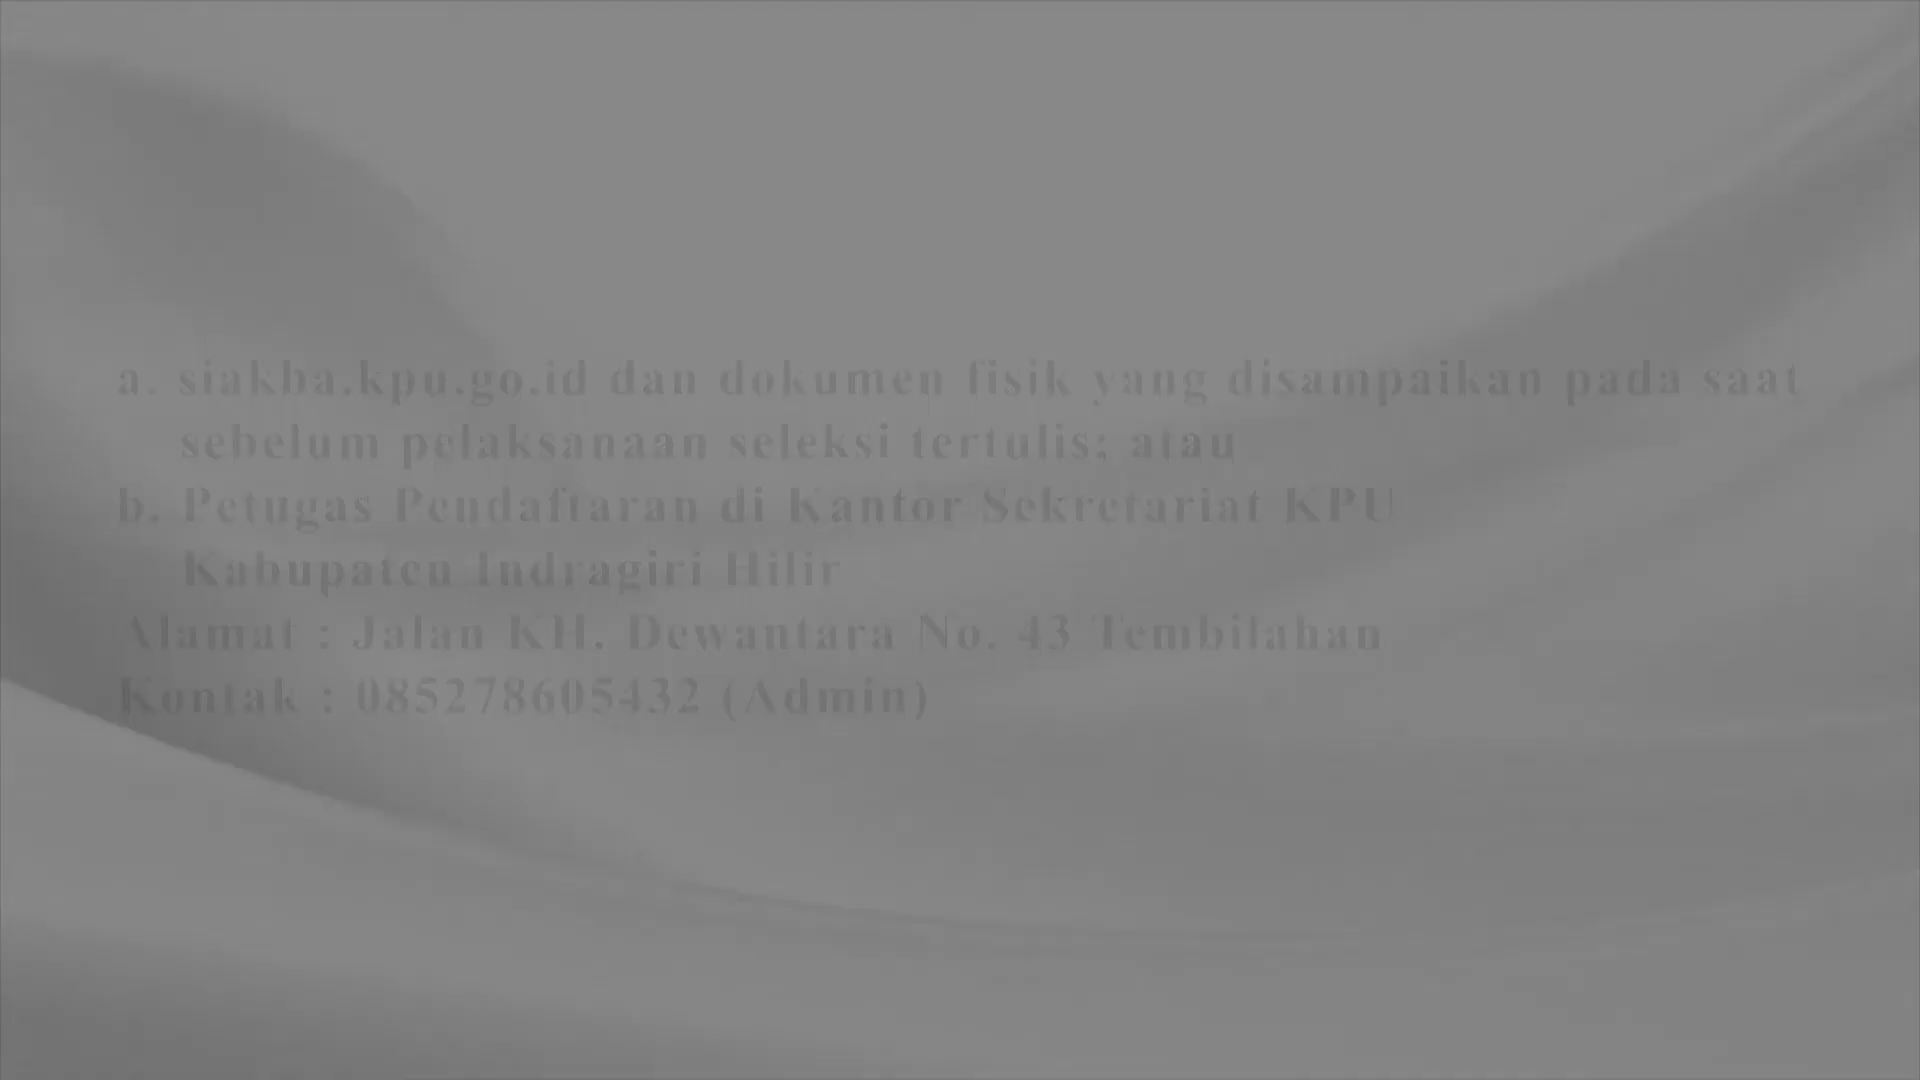 a. siakba.kpu.go.id dan dokumen fisik yang disampaikan pada saat
sebelum pelaksanaan seleksi tertulis; atau
b. Petugas Pendaftaran di Kantor Sekretariat KPU
Kabupaten Indragiri Hilir
Alamat : Jalan KH. Dewantara No. 43 Tembilahan
Kontak : 085278605432 (Admin)